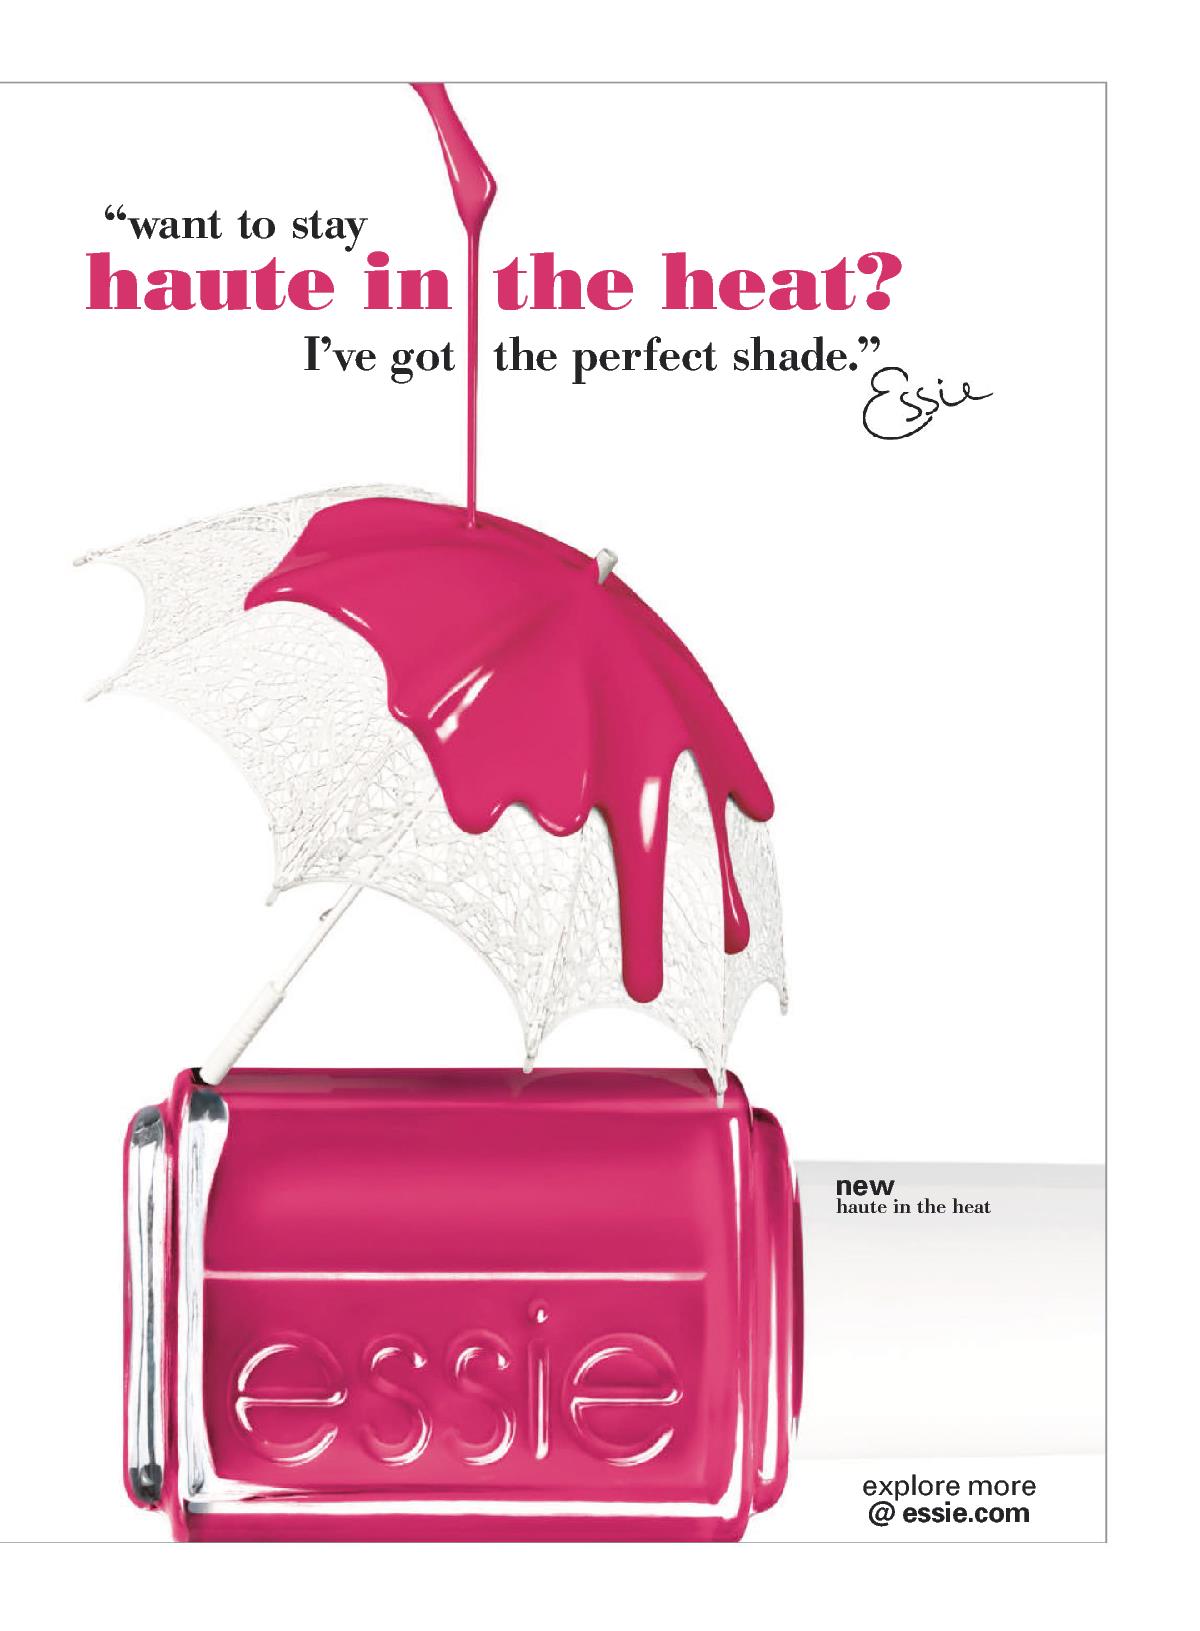 “want to stay
haute in the heat?
I’ve got the perfect shade.”
Essie
new
haute in the heat
essie
explore more
@ essie.com